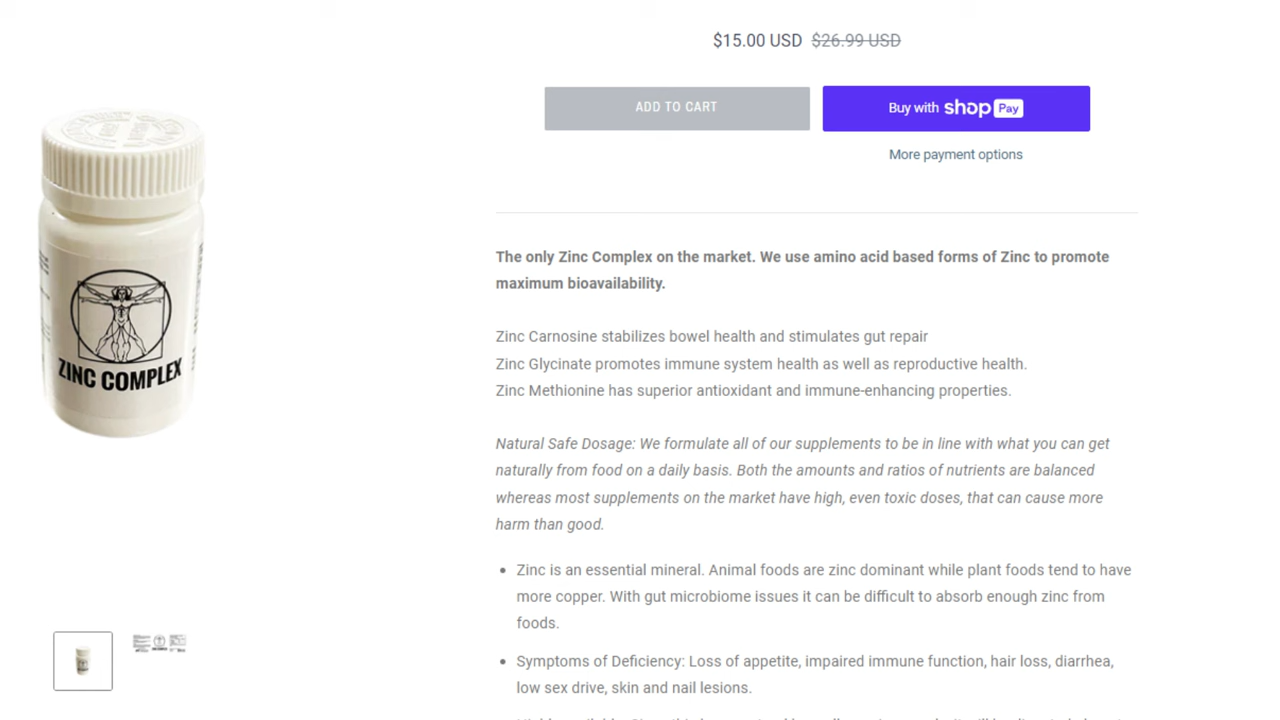 $15.00 USD $26.99 USD
ADD TO CART
Buy with shop Pay
More payment options
ZINC COMPLEX
The only Zinc Complex on the market. We use amino acid based forms of Zinc to promote
maximum bioavailability.
Zinc Carnosine stabilizes bowel health and stimulates gut repair
Zinc Glycinate promotes immune system health as well as reproductive health.
Zinc Methionine has superior antioxidant and immune-enhancing properties.
Natural Safe Dosage: We formulate all of our supplements to be in line with what you can get
naturally from food on a daily basis. Both the amounts and ratios of nutrients are balanced
whereas most supplements on the market have high, even toxic doses, that can cause more
harm than good.
Zinc is an essential mineral. Animal foods are zinc dominant while plant foods tend to have
more copper. With gut microbiome issues it can be difficult to absorb enough zinc from
foods.
Symptoms of Deficiency: Loss of appetite, impaired immune function, hair loss, diarrhea,
low sex drive, skin and nail lesions.